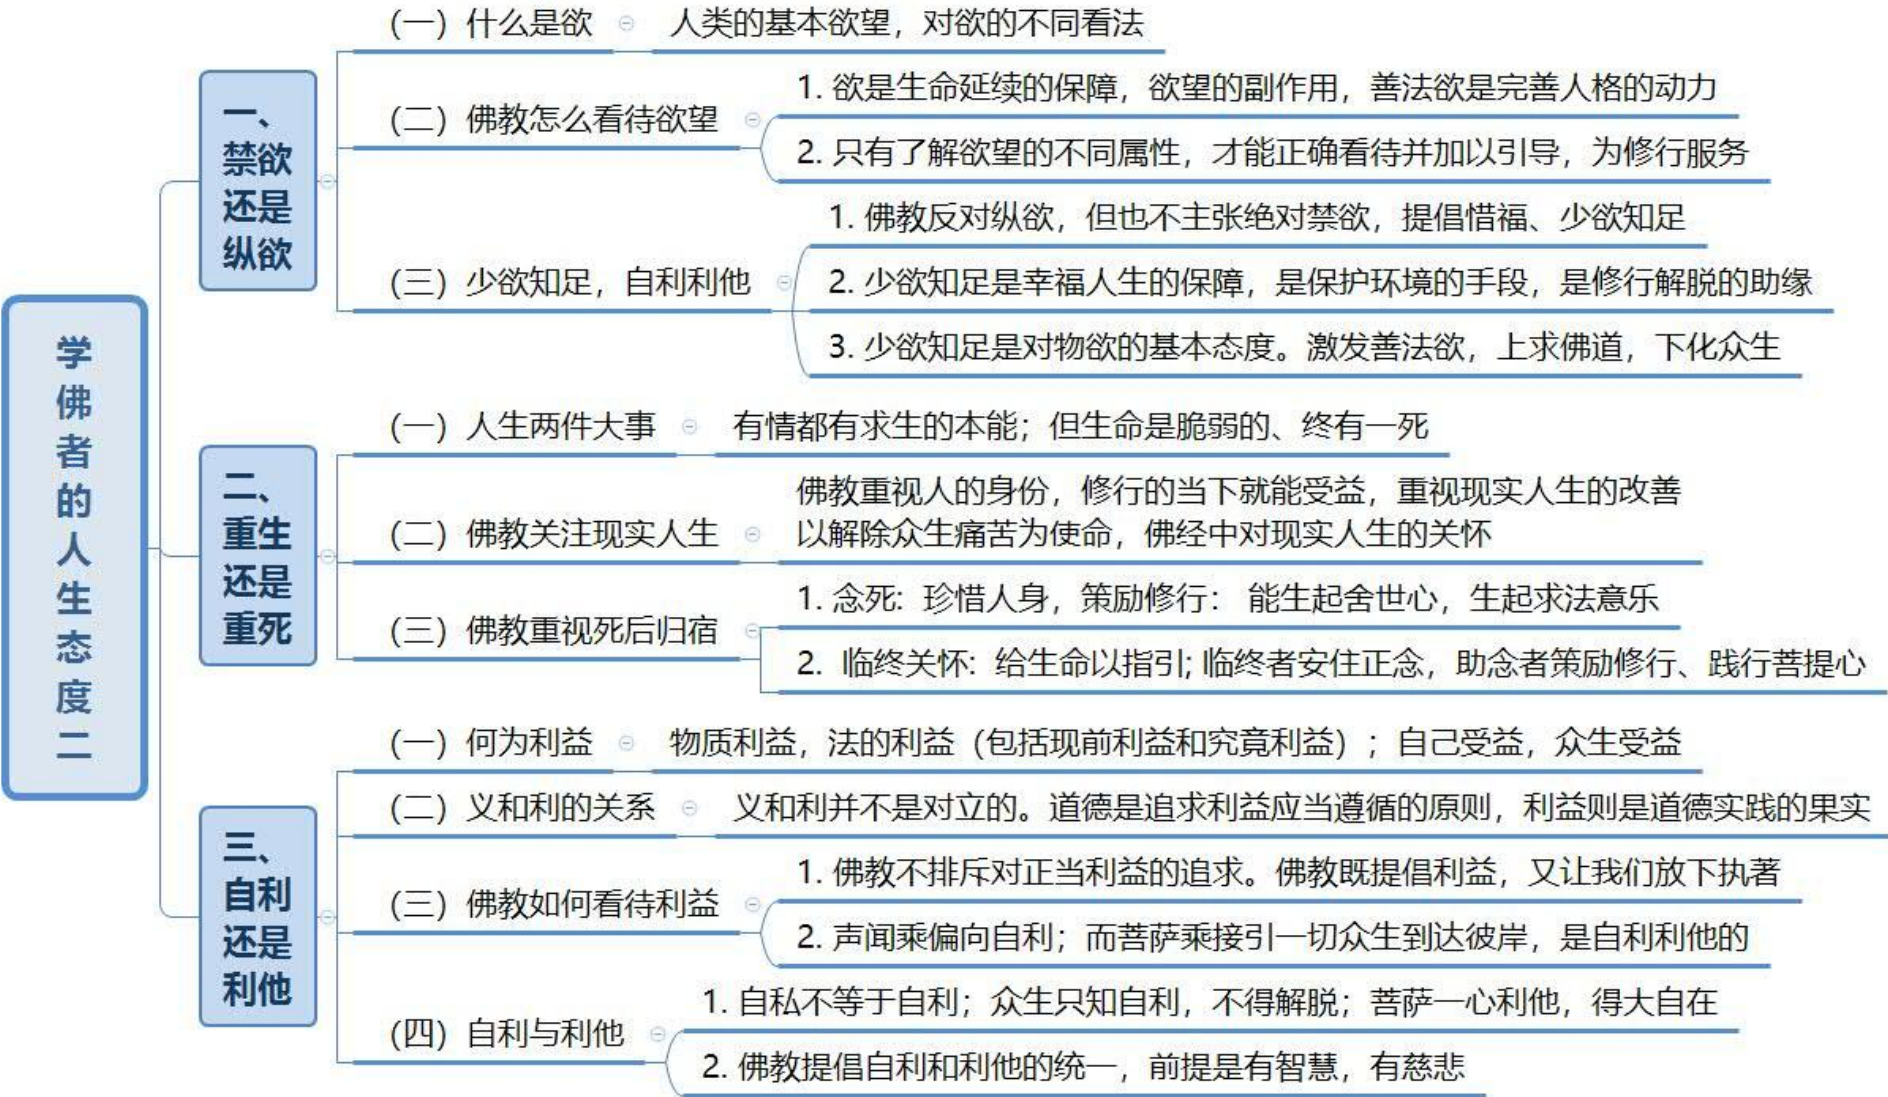 学佛者的人生态度二
一、
禁欲
还是
纵欲
(一) 什么是欲
人类的基本欲望，对欲的不同看法
(二) 佛教怎么看待欲望
1. 欲是生命延续的保障，欲望的副作用，善法欲是完善人格的动力
2. 只有了解欲望的不同属性，才能正确看待并加以引导，为修行服务
(三) 少欲知足，自利利他
1. 佛教反对纵欲，但也不主张绝对禁欲，提倡惜福、少欲知足
2. 少欲知足是幸福人生的保障，是保护环境的手段，是修行解脱的助缘
3. 少欲知足是对物欲的基本态度。激发善法欲，上求佛道，下化众生
二、
重生
还是
重死
(一) 人生两件大事
有情都有求生的本能；但生命是脆弱的、终有一死
(二) 佛教关注现实人生
佛教重视人的身份，修行的当下就能受益，重视现实人生的改善
以解除众生痛苦为使命，佛经中对现实人生的关怀
(三) 佛教重视死后归宿
1. 念死: 珍惜人身，策励修行： 能生起舍世心，生起求法意乐
2. 临终关怀: 给生命以指引; 临终者安住正念，助念者策励修行、践行菩提心
三、
自利
还是
利他
(一) 何为利益
物质利益，法的利益（包括现前利益和究竟利益）；自己受益，众生受益
(二) 义和利的关系
义和利并不是对立的。道德是追求利益应当遵循的原则，利益则是道德实践的果实
(三) 佛教如何看待利益
1. 佛教不排斥对正当利益的追求。佛教既提倡利益，又让我们放下执著
2. 声闻乘偏向自利；而菩萨乘接引一切众生到达彼岸，是自利利他的
(四) 自利与利他
1. 自私不等于自利；众生只知自利，不得解脱；菩萨一心利他，得大自在
2. 佛教提倡自利和利他的统一，前提是有智慧，有慈悲